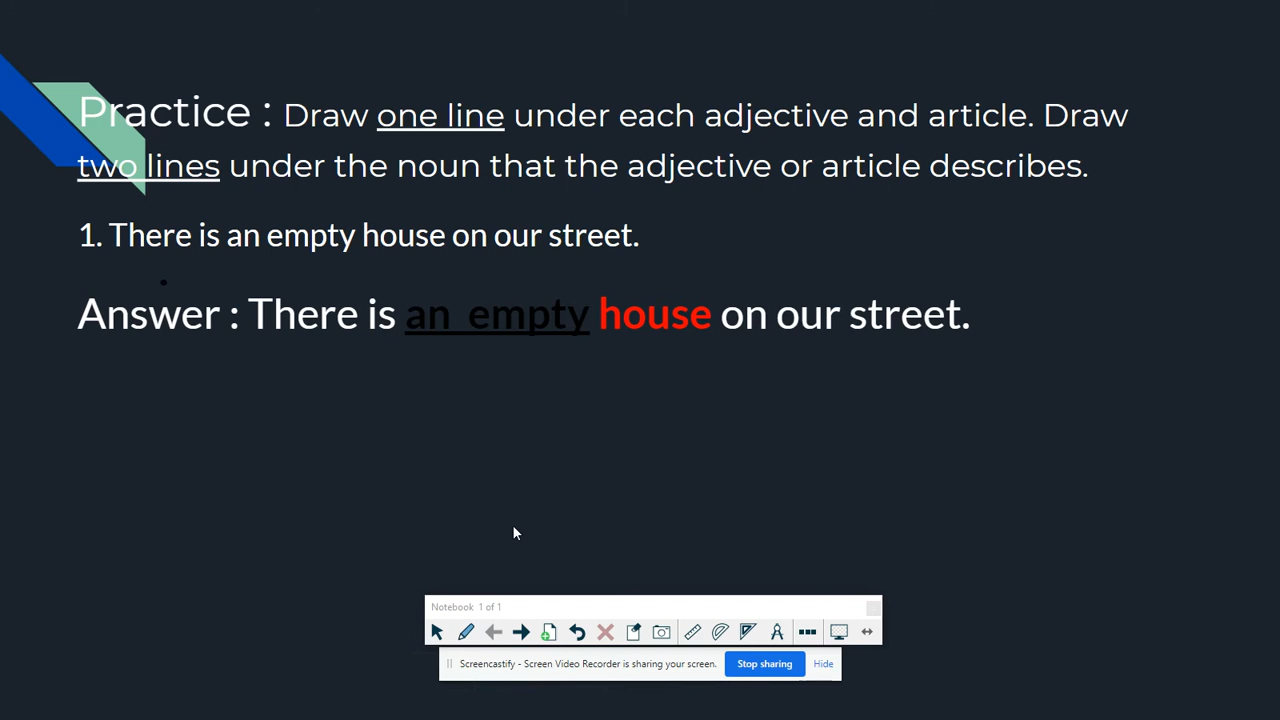 Practice : Draw one line under each adjective and article. Draw
two lines under the noun that the adjective or article describes.
1. There is an empty house on our street.
Answer : There is an empty house on our street.
Notebook 1 of 1
Screencastify - Screen Video Recorder is sharing your screen. Stop sharing Hide